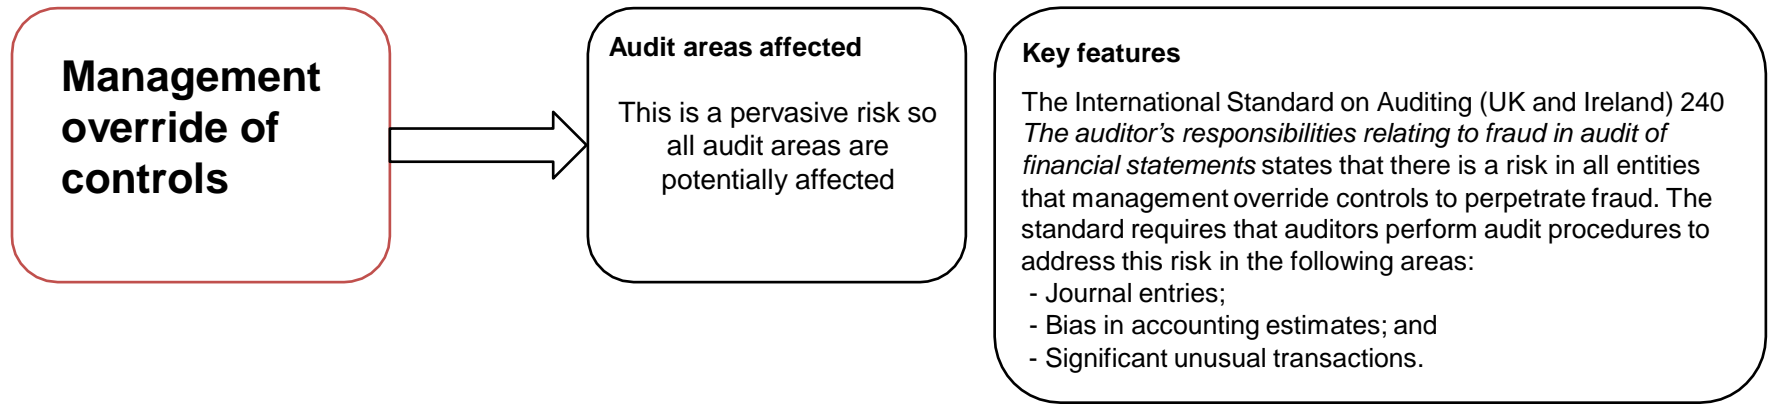 Management
override of
controls
Audit areas affected
This is a pervasive risk so
all audit areas are
potentially affected
Key features
The International Standard on Auditing (UK and Ireland) 240
The auditor’s responsibilities relating to fraud in audit of
financial statements states that there is a risk in all entities
that management override controls to perpetrate fraud. The
standard requires that auditors perform audit procedures to
address this risk in the following areas:
- Journal entries;
- Bias in accounting estimates; and
- Significant unusual transactions.